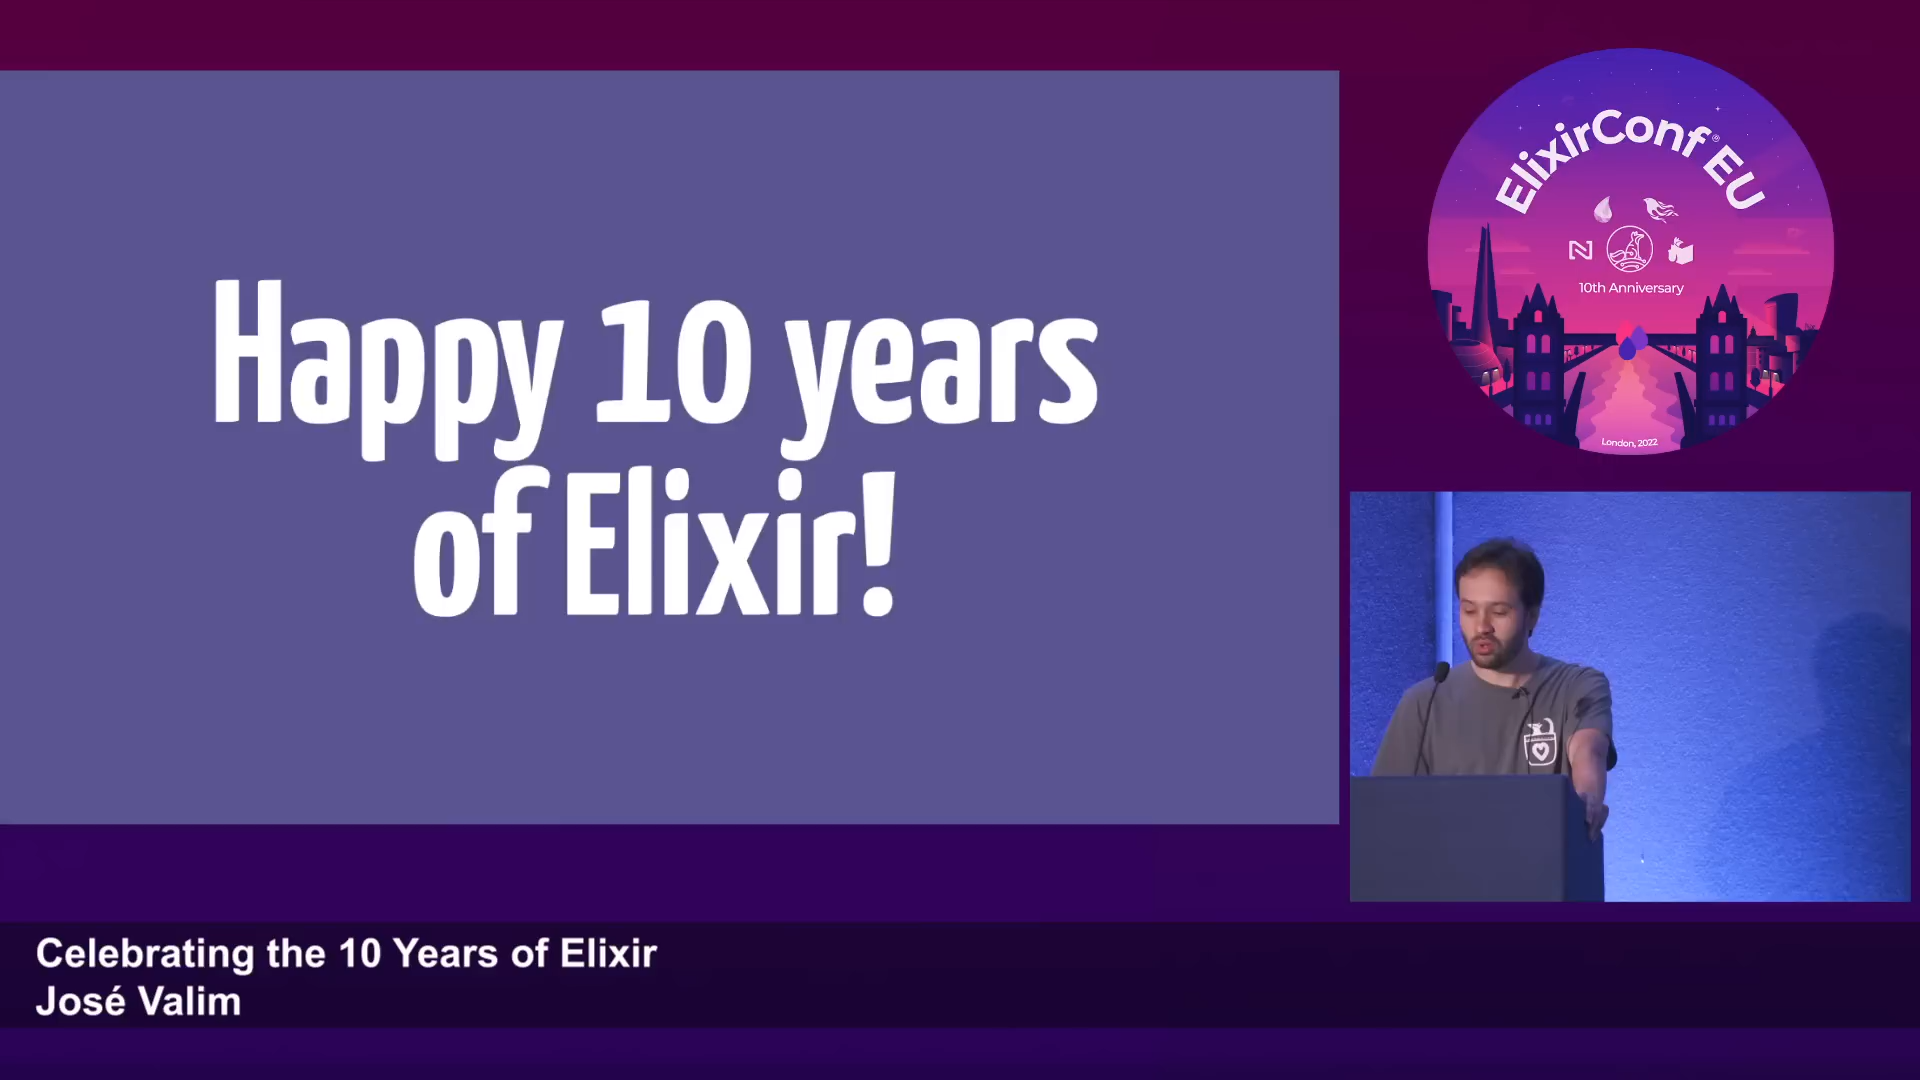 Happy 10 years
of Elixir!
ElixirConf® EU
10th Anniversary
London, 2022
Celebrating the 10 Years of Elixir
José Valim